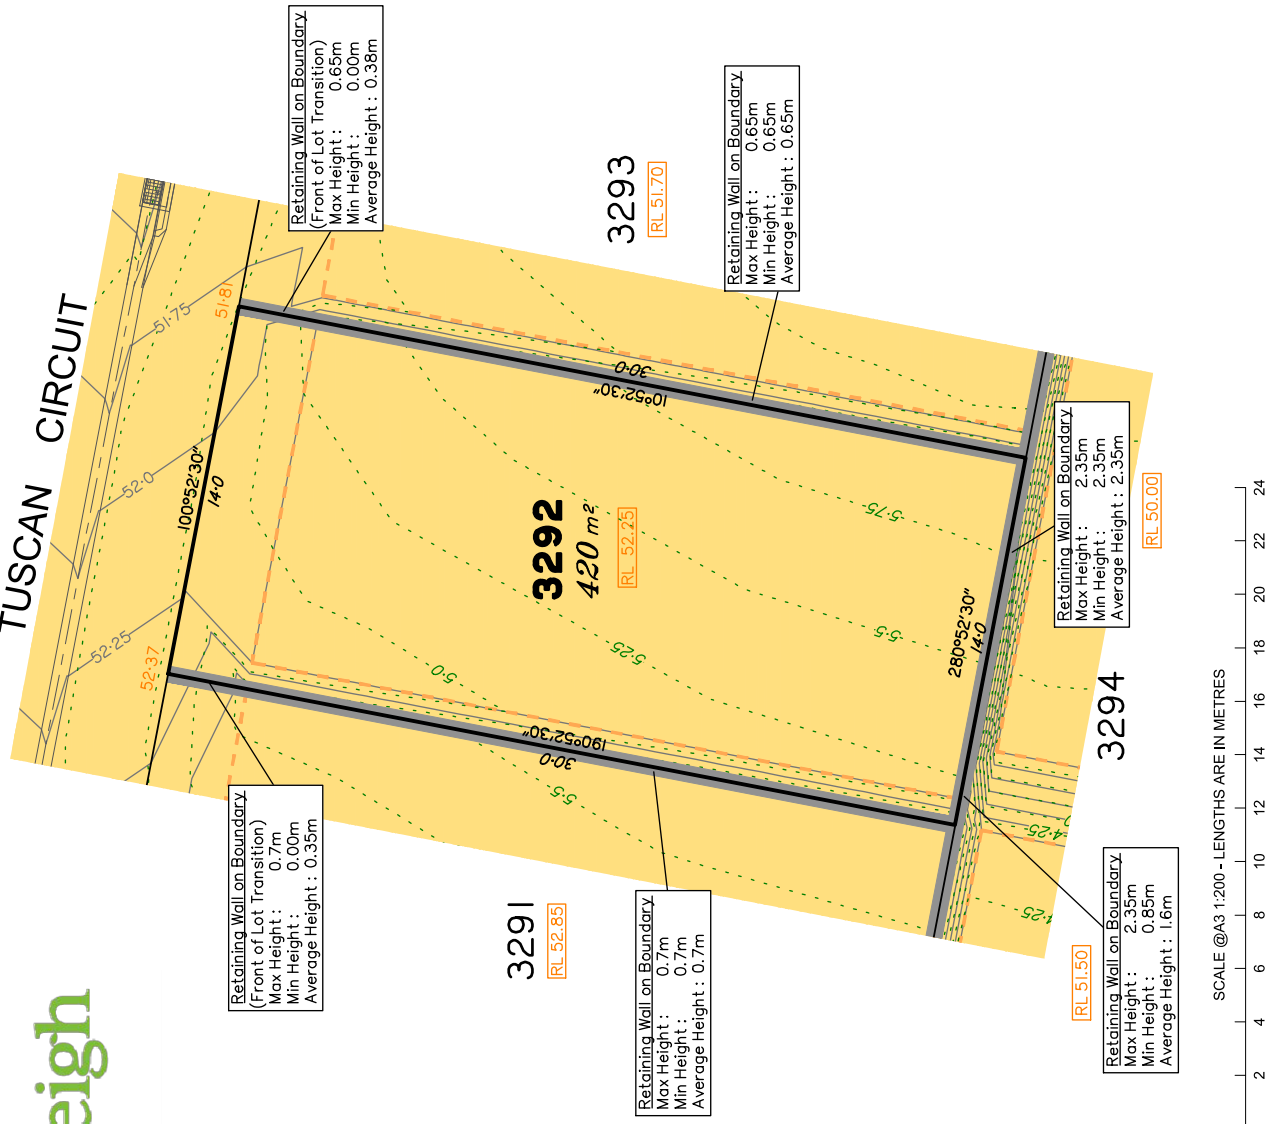 TUSCAN CIRCUIT
Retaining Wall on Boundary
(Front of Lot Transition)
Max Height : 0.65m
Min Height : 0.00m
Average Height : 0.38m
3293
RL 51.70
Retaining Wall on Boundary
Max Height : 0.65m
Min Height : 0.65m
Average Height : 0.65m
51·75
51·81
52·0
52·25
52·37
100°52'30"
14·0
30·0
10°52'30"
3292
420 m²
RL 52.25
5·75
5·5
5·25
5·0
5·5
190°52'30"
30·0
280°52'30"
14·0
Retaining Wall on Boundary
Max Height : 2.35m
Min Height : 2.35m
Average Height : 2.35m
RL 50.00
3294
Retaining Wall on Boundary
(Front of Lot Transition)
Max Height : 0.7m
Min Height : 0.00m
Average Height : 0.35m
3291
RL 52.85
Retaining Wall on Boundary
Max Height : 0.7m
Min Height : 0.7m
Average Height : 0.7m
4·25
4·25
RL 51.50
Retaining Wall on Boundary
Max Height : 2.35m
Min Height : 0.85m
Average Height : 1.6m
eigh
SCALE @A3 1:200 - LENGTHS ARE IN METRES
2 4 6 8 10 12 14 16 18 20 22 24